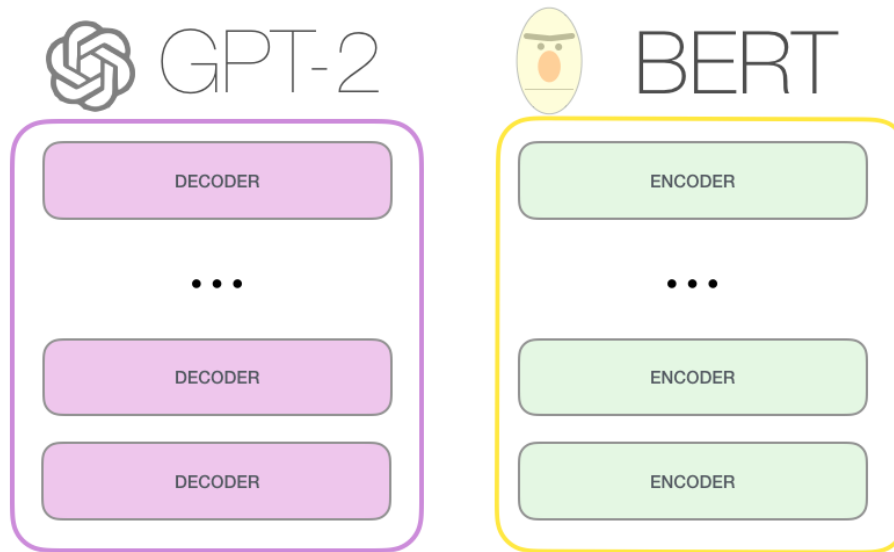 GPT-2
DECODER
...
DECODER
DECODER
BERT
ENCODER
...
ENCODER
ENCODER